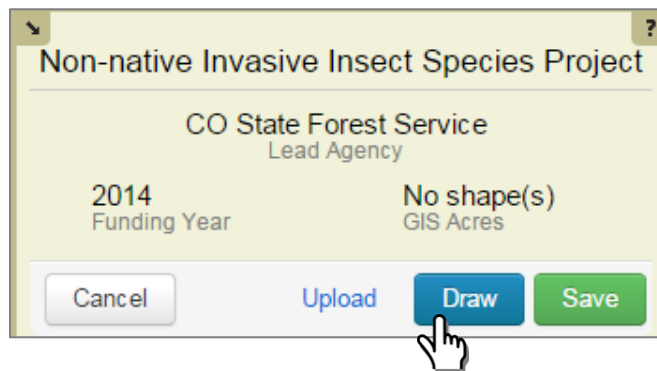 ?
Non-native Invasive Insect Species Project
CO State Forest Service
Lead Agency
2014 No shape(s)
Funding Year GIS Acres
Cancel Upload Draw Save